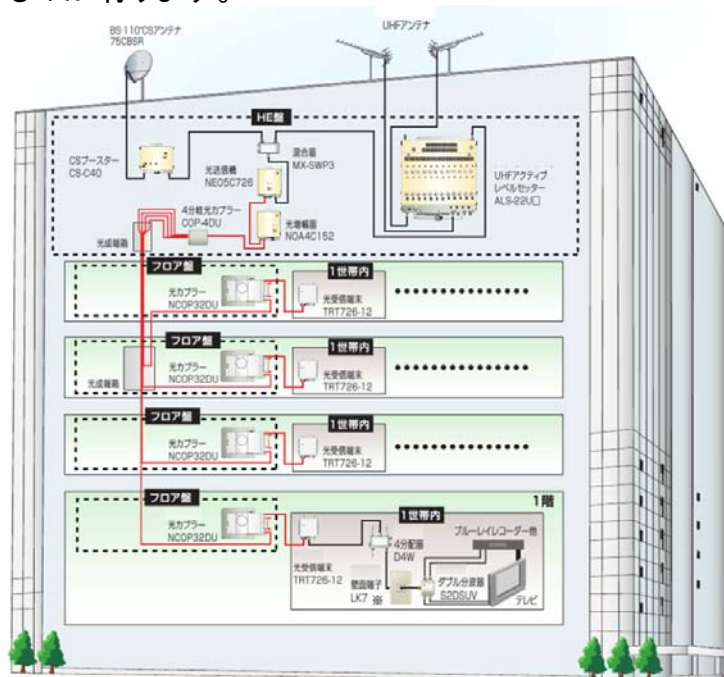 BS-110°CSアンテナ
75CBSR
UHFアンテナ
HE盤
CSブースター
CS-C40
光送信機
NEO5C726
混合器
MX-SWP3
UHFアクティブ
レベルセッター
ALS-22U□
4分岐光カプラー
COP-4DU
光増幅器
NOA4C152
光成端箱
フロア盤
光カプラー
NCOP32DU
1世帯内
光受信端末
TRT726-12
フロア盤
光カプラー
NCOP32DU
光成端箱
1世帯内
光受信端末
TRT726-12
フロア盤
光カプラー
NCOP32DU
1世帯内
光受信端末
TRT726-12
1階
フロア盤
光カプラー
NCOP32DU
1世帯内
光受信端末
TRT726-12
4分配器
D4W
壁面端子
LK7 ※
ブルーレイレコーダー他
ダブル分波器
S2DSUV
テレビ